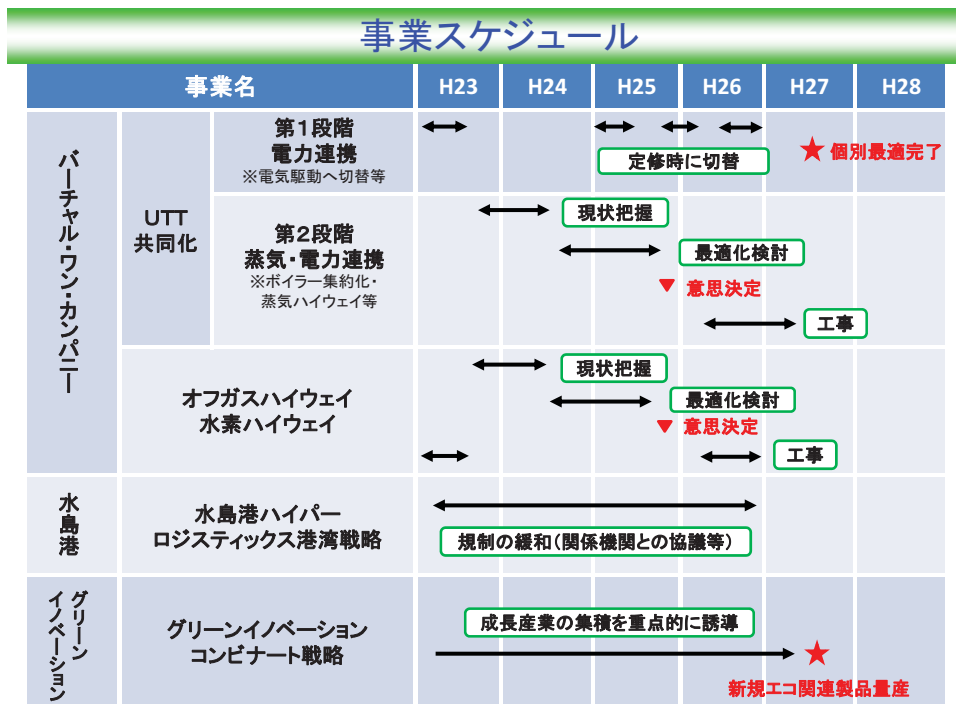 事業スケジュール
事業名 H23 H24 H25 H26 H27 H28
バーチャル・ワン・カンパニー
UTT
共同化
第1段階
電力連携
※電気駆動へ切替等
定修時に切替
★ 個別最適完了
第2段階
蒸気・電力連携
※ボイラー集約化・
蒸気ハイウェイ等
現状把握
最適化検討
▼ 意思決定
工事
オフガスハイウェイ
水素ハイウェイ
現状把握
最適化検討
▼ 意思決定
工事
水島港
水島港ハイパー
ロジスティックス港湾戦略
規制の緩和(関係機関との協議等)
グリーン
イノベーション
グリーンイノベーション
コンビナート戦略
成長産業の集積を重点的に誘導
★
新規エコ関連製品量産